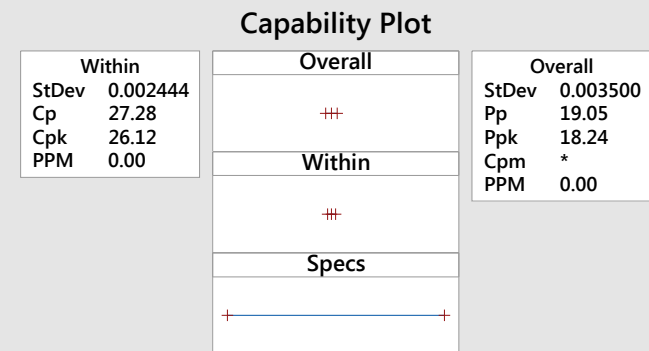 Capability Plot
Within
StDev 0.002444
Cp 27.28
Cpk 26.12
PPM 0.00
Overall
Within
Specs
Overall
StDev 0.003500
Pp 19.05
Ppk 18.24
Cpm *
PPM 0.00